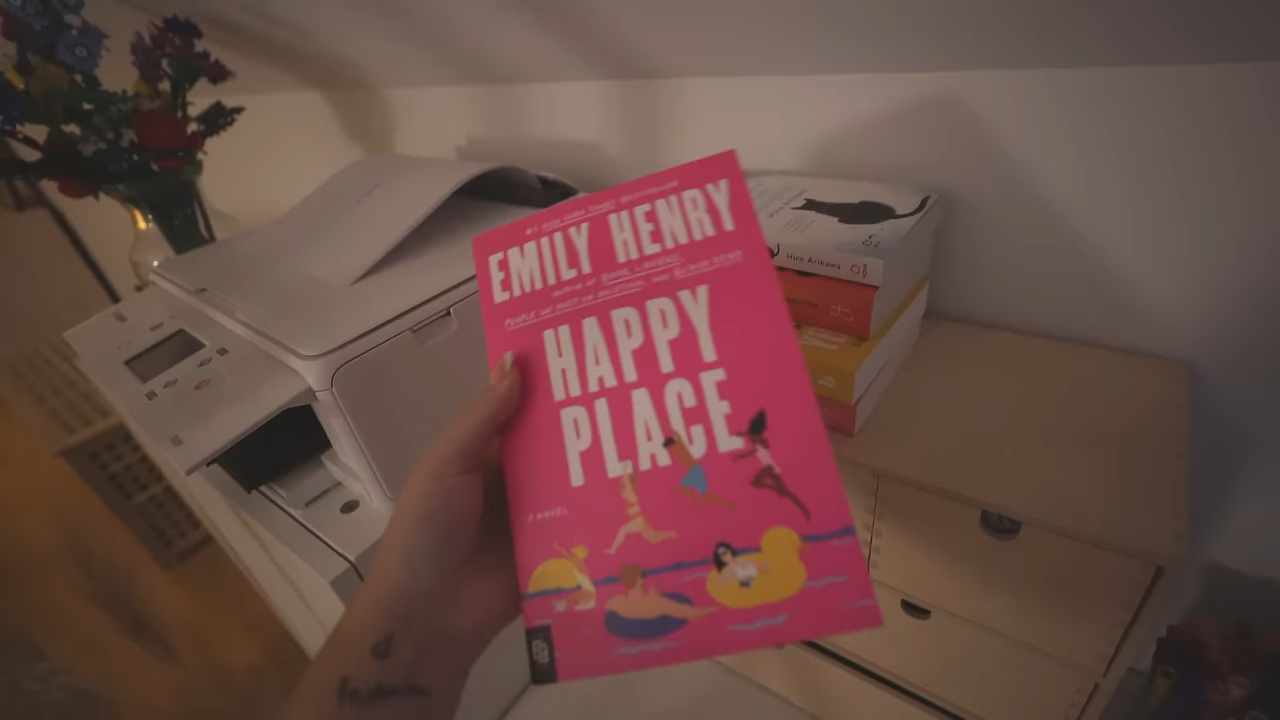 #1 NEW YORK TIMES BESTSELLER
EMILY HENRY
AUTHOR OF BOOK LOVERS,
PEOPLE WE MEET ON VACATION, AND BEACH READ
HAPPY
PLACE
A NOVEL
Hiro Arikawa